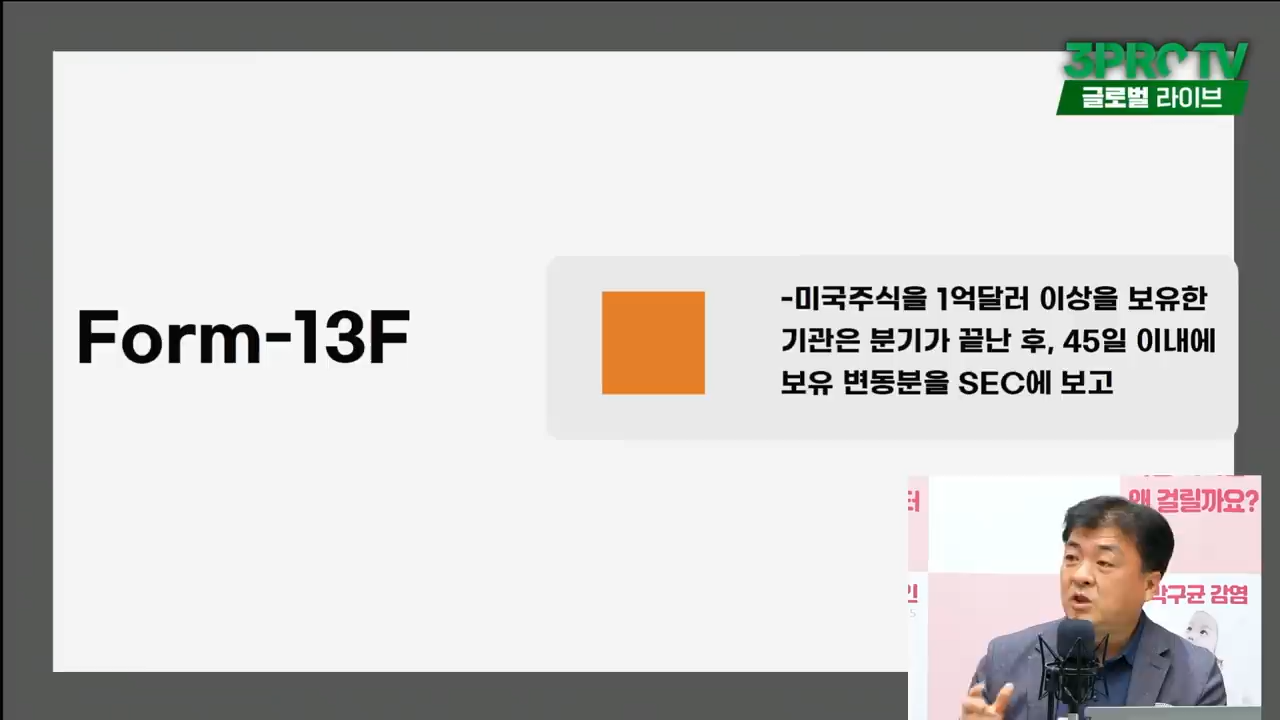 3PROTV
글로벌 라이브
Form-13F
-미국주식을 1억달러 이상을 보유한
기관은 분기가 끝난 후, 45일 이내에
보유 변동분을 SEC에 보고
왜 걸릴까요?
감염